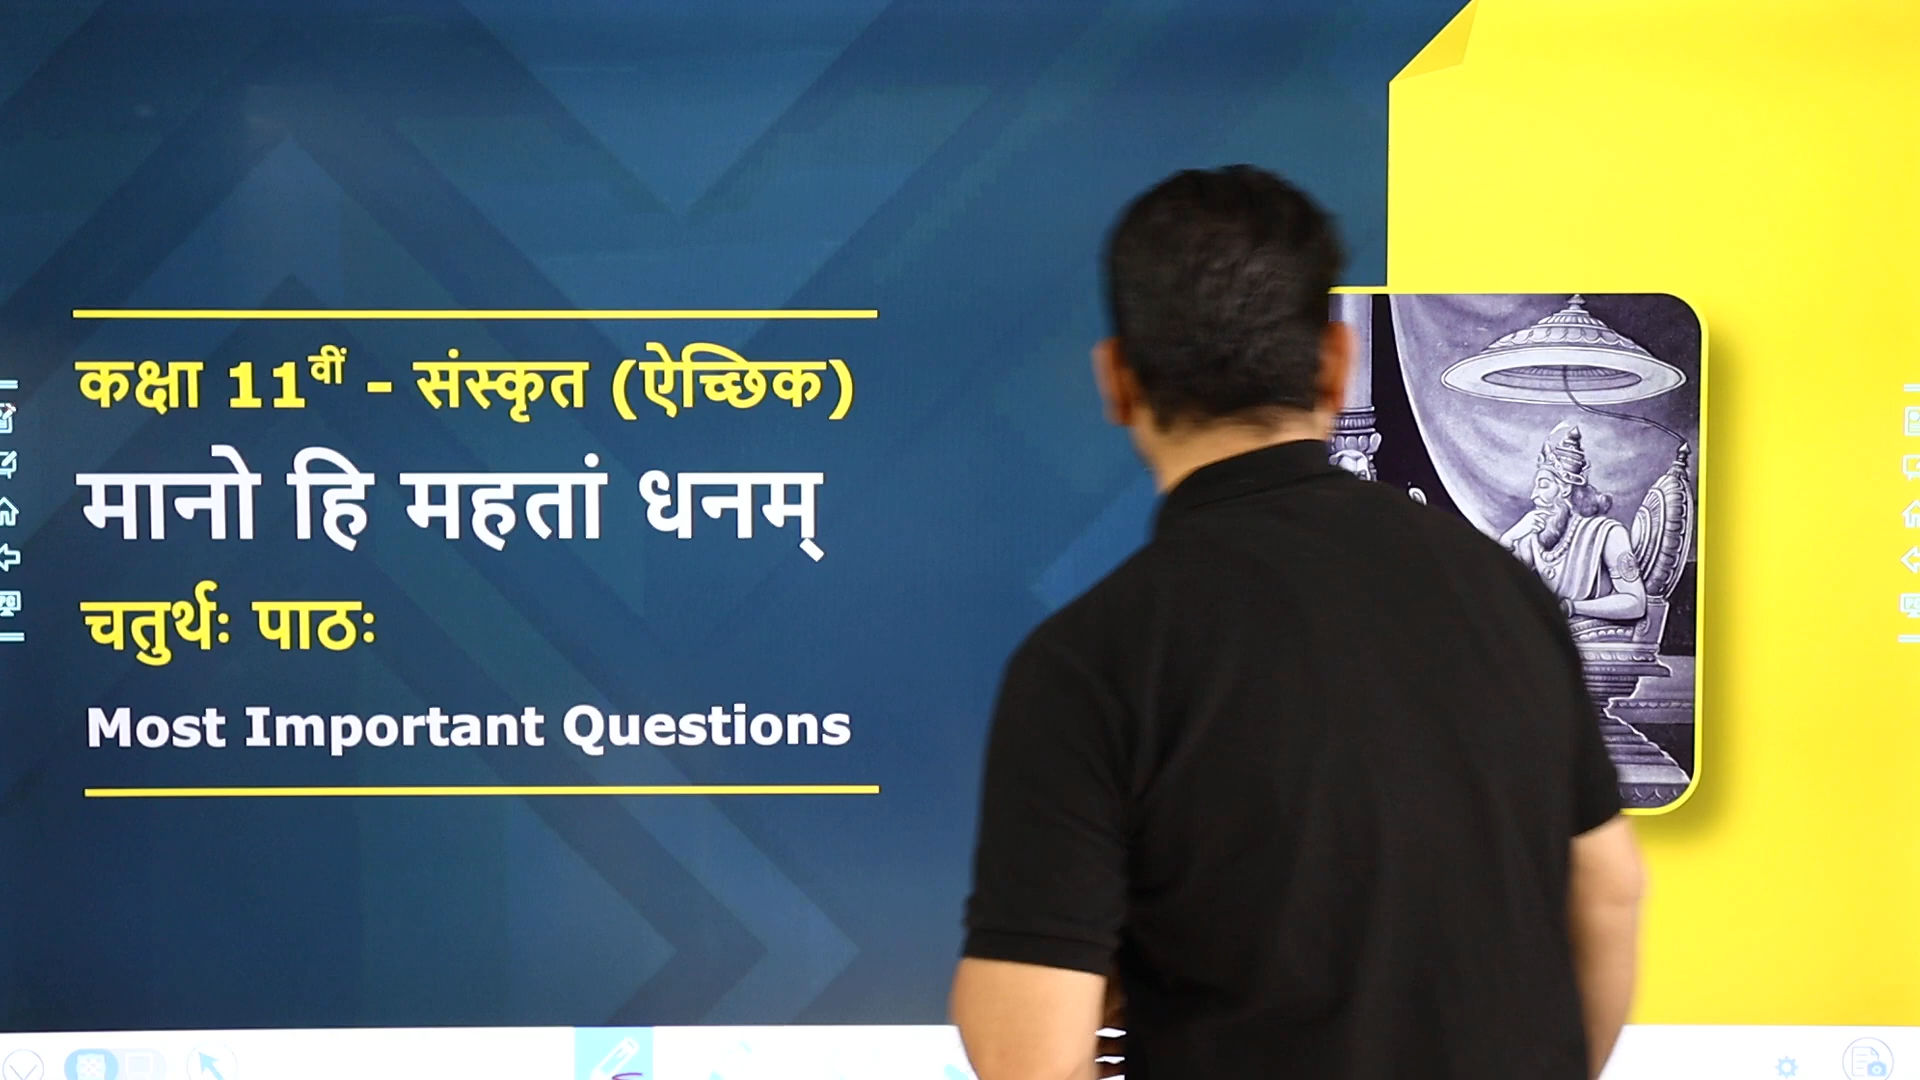 कक्षा 11वीं - संस्कृत (ऐच्छिक)
मानो हि महतां धनम्
चतुर्थः पाठः
Most Important Questions